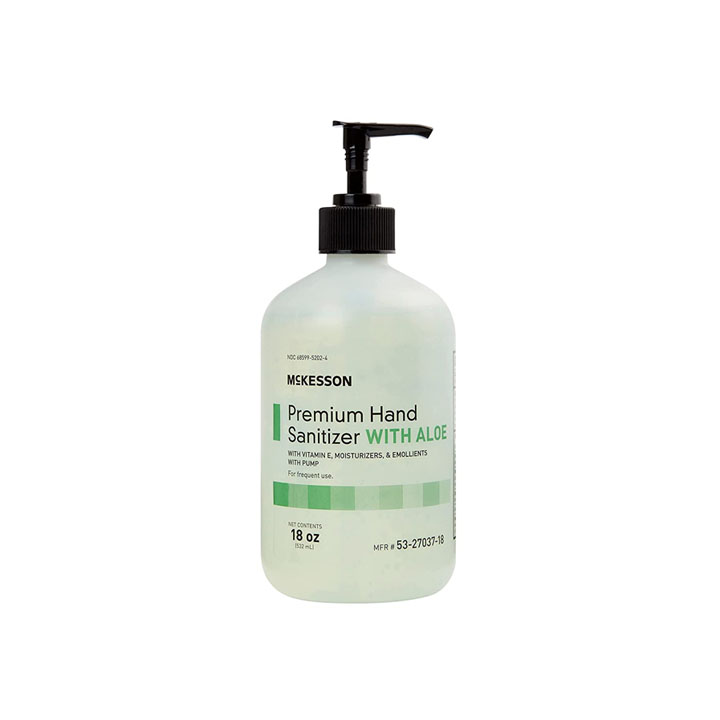 NDC 68599-5202-4
McKESSON
Premium Hand
Sanitizer WITH ALOE
WITH VITAMIN E, MOISTURIZERS, & EMOLLIENTS
WITH PUMP
For frequent use.
NET CONTENTS
18 oz
(532 mL)
MFR # 53-27037-18